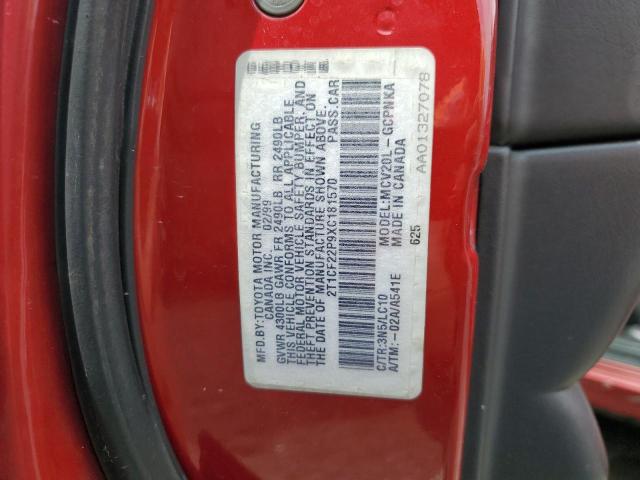 MFD.BY:TOYOTA MOTOR MANUFACTURING
CANADA INC. 02/99
GVWR 4300LB GAWR FR 2490LB RR 2490LB
THIS VEHICLE CONFORMS TO ALL APPLICABLE
FEDERAL MOTOR VEHICLE SAFETY, BUMPER, AND
THEFT PREVENTION STANDARDS IN EFFECT ON
THE DATE OF MANUFACTURE SHOWN ABOVE.
2T1CF22P9XC181570 PASS.CAR
C/TR:3N5/LC10 MODEL:MCV20L-GCPNKA
A/TM:-02A/A541E MADE IN CANADA
625
AA01327078